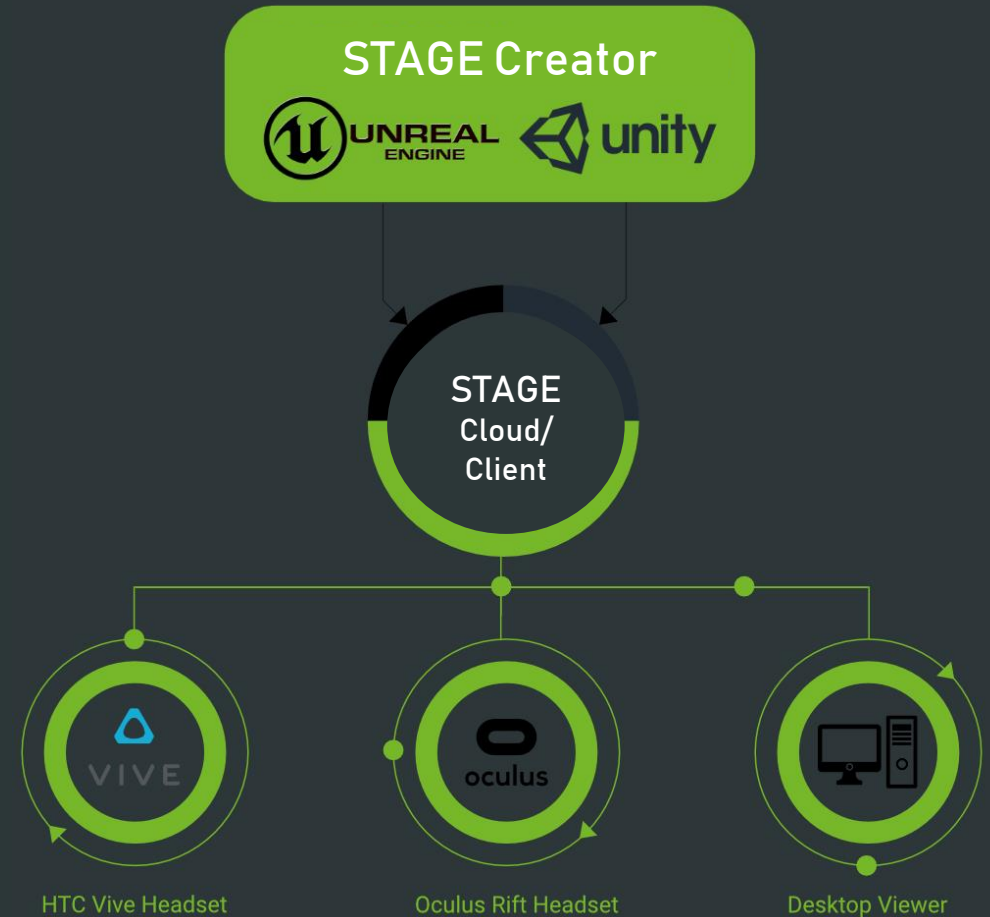 STAGE Creator
UNREAL
ENGINE
unity
STAGE
Cloud/
Client
VIVE
oculus
HTC Vive Headset
Oculus Rift Headset
Desktop Viewer